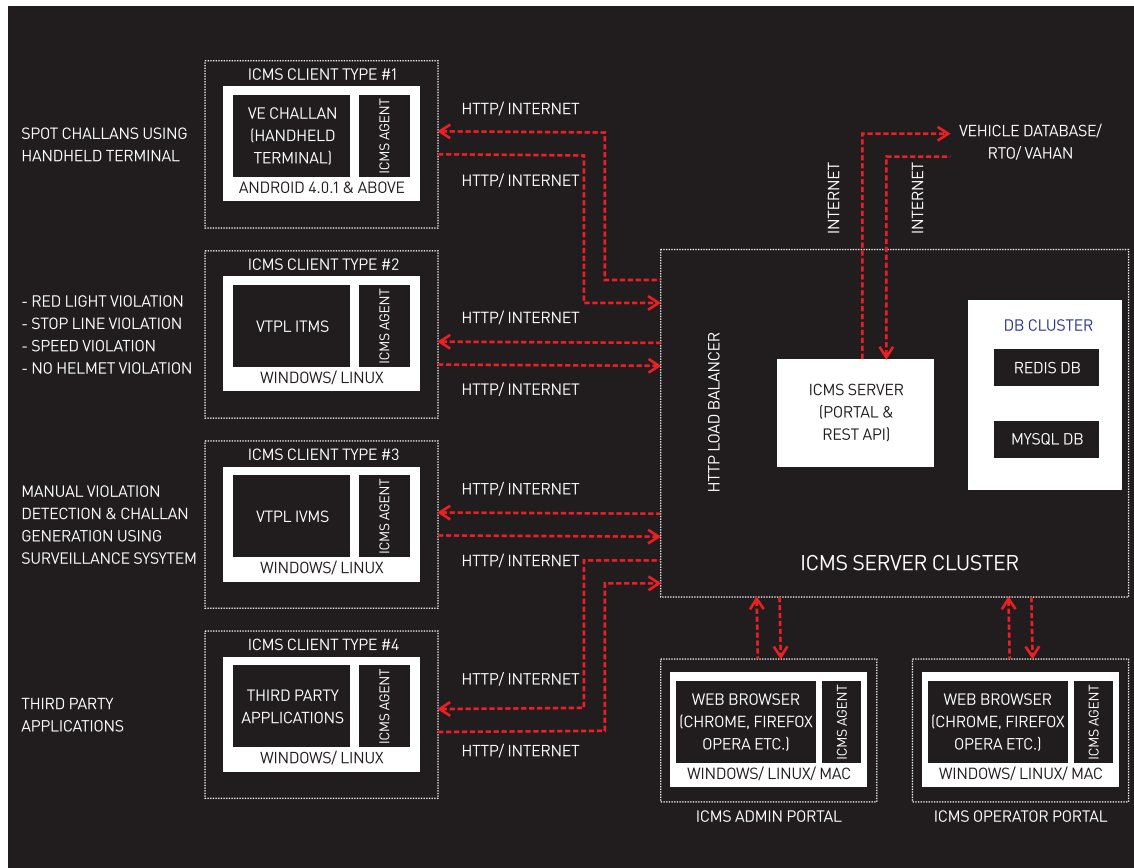 ICMS CLIENT TYPE #1
SPOT CHALLANS USING
HANDHELD TERMINAL
VE CHALLAN
(HANDHELD
TERMINAL)
ICMS AGENT
ANDROID 4.0.1 & ABOVE
HTTP/ INTERNET
HTTP/ INTERNET
ICMS CLIENT TYPE #2
- RED LIGHT VIOLATION
- STOP LINE VIOLATION
- SPEED VIOLATION
- NO HELMET VIOLATION
VTPL ITMS
ICMS AGENT
WINDOWS/ LINUX
HTTP/ INTERNET
HTTP/ INTERNET
ICMS CLIENT TYPE #3
MANUAL VIOLATION
DETECTION & CHALLAN
GENERATION USING
SURVEILLANCE SYSYTEM
VTPL IVMS
ICMS AGENT
WINDOWS/ LINUX
HTTP/ INTERNET
HTTP/ INTERNET
ICMS CLIENT TYPE #4
THIRD PARTY
APPLICATIONS
THIRD PARTY
APPLICATIONS
ICMS AGENT
WINDOWS/ LINUX
HTTP/ INTERNET
HTTP/ INTERNET
VEHICLE DATABASE/
RTO/ VAHAN
INTERNET
INTERNET
HTTP LOAD BALANCER
ICMS SERVER
(PORTAL &
REST API)
DB CLUSTER
REDIS DB
MYSQL DB
ICMS SERVER CLUSTER
WEB BROWSER
(CHROME, FIREFOX
OPERA ETC.)
ICMS AGENT
WINDOWS/ LINUX/ MAC
ICMS ADMIN PORTAL
WEB BROWSER
(CHROME, FIREFOX
OPERA ETC.)
ICMS AGENT
WINDOWS/ LINUX/ MAC
ICMS OPERATOR PORTAL